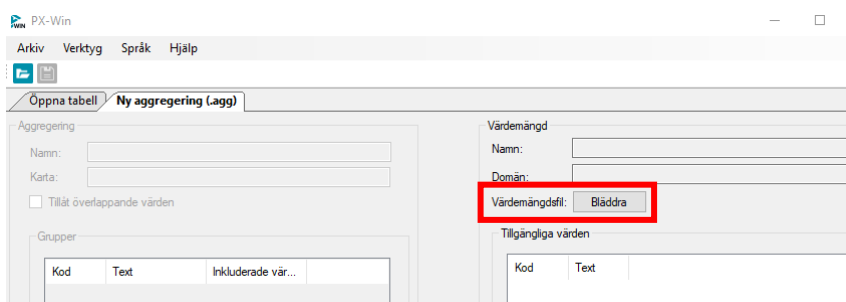 PX-Win
Arkiv Verktyg Språk Hjälp
Öppna tabell Ny aggregering (.agg)
Aggregering
Namn:
Karta:
Tillåt överlappande värden
Grupper
Kod Text Inkluderade vär...
Värdemängd
Namn:
Domän:
Värdemängdsfil: Bläddra
Tillgängliga värden
Kod Text